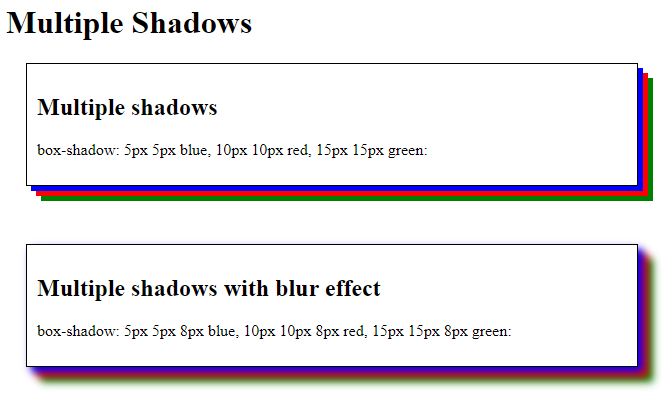 Multiple Shadows
Multiple shadows
box-shadow: 5px 5px blue, 10px 10px red, 15px 15px green:
Multiple shadows with blur effect
box-shadow: 5px 5px 8px blue, 10px 10px 8px red, 15px 15px 8px green: